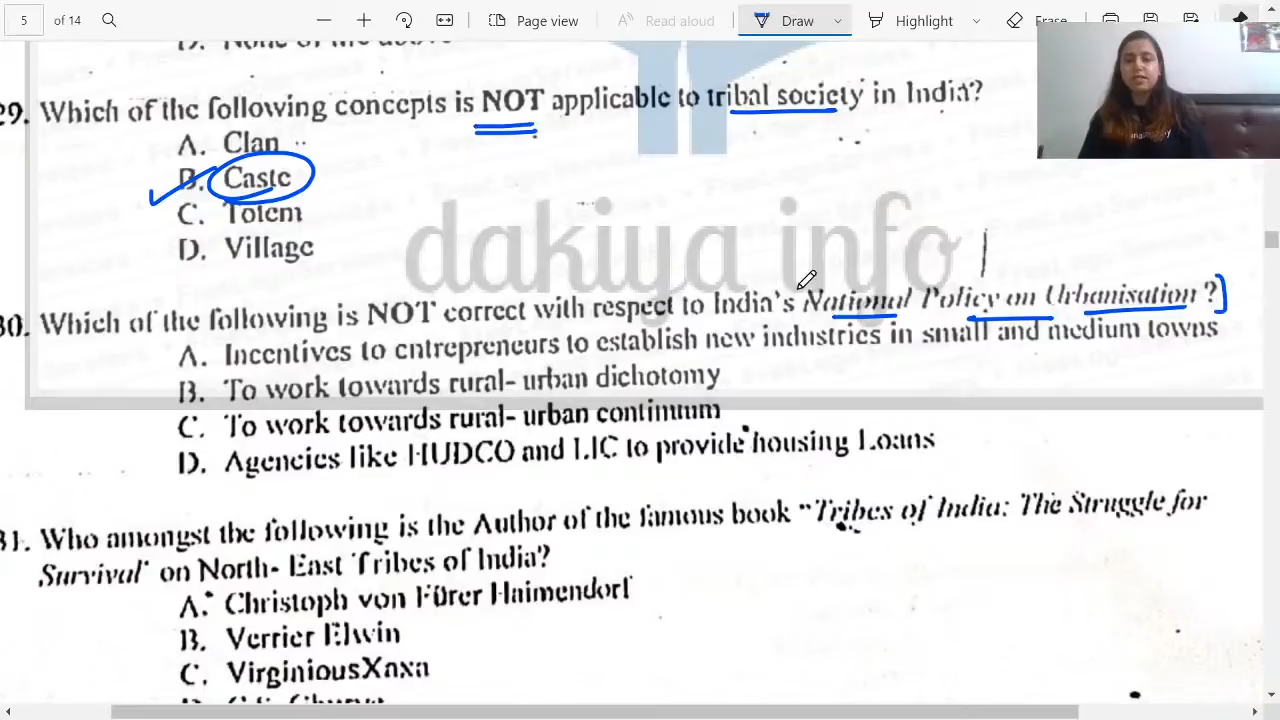 5 of 14
Page view
Read aloud
Draw
Highlight
Erase
D. None of the above
29. Which of the following concepts is NOT applicable to tribal society in India?
A. Clan
B. Caste
C. Totem
D. Village
dakiya info
30. Which of the following is NOT correct with respect to India's National Policy on Urbanisation?
A. Incentives to entrepreneurs to establish new industries in small and medium towns
B. To work towards rural- urban dichotomy
C. To work towards rural- urban continuum
D. Agencies like HUDCO and LIC to provide housing Loans
31. Who amongst the following is the Author of the famous book "Tribes of India: The Struggle for
Survival" on North- East Tribes of India?
A. Christoph von Fürer Haimendorf
B. Verrier Elwin
C. VirginiousXaxa